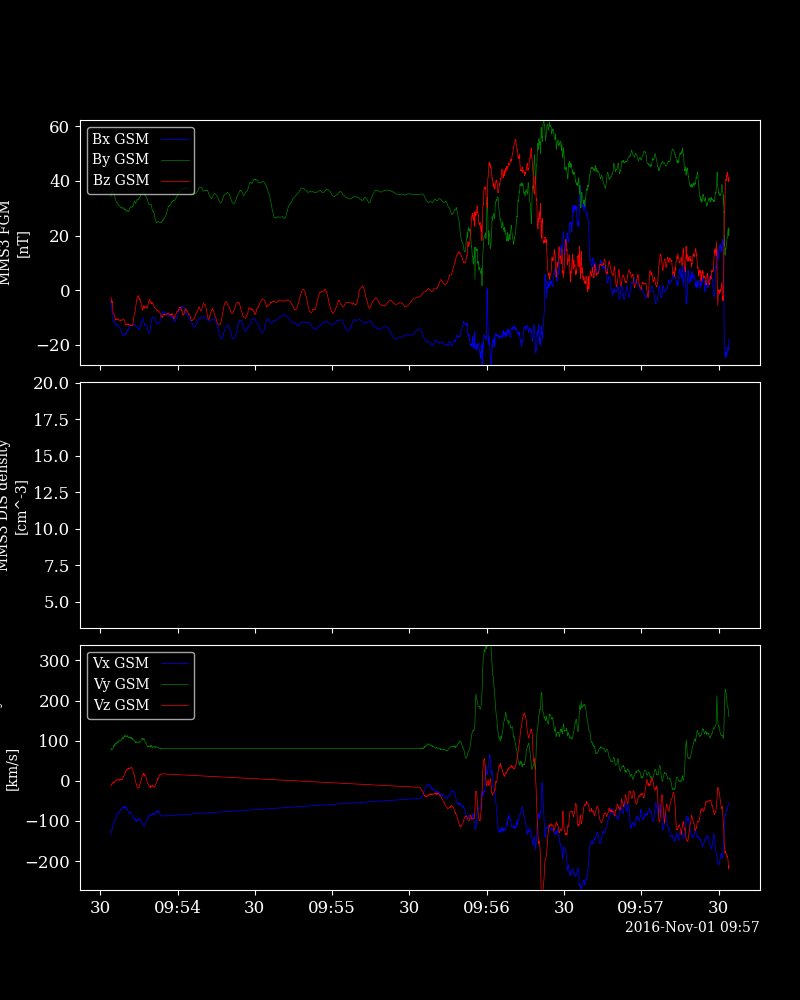 60
Bx GSM
By GSM
Bz GSM
40
20
0
−20
MMS3 FGM
[nT]
20.0
17.5
15.0
12.5
10.0
7.5
5.0
MMS3 DIS density
[cm^-3]
300
Vx GSM
Vy GSM
Vz GSM
200
100
0
−100
−200
[km/s]
30 09:54 30 09:55 30 09:56 30 09:57 30
2016-Nov-01 09:57